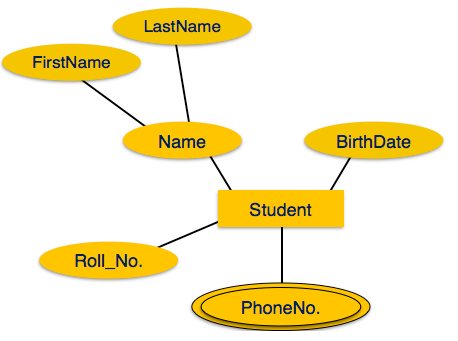 LastName
FirstName
Name
BirthDate
Student
Roll_No.
PhoneNo.